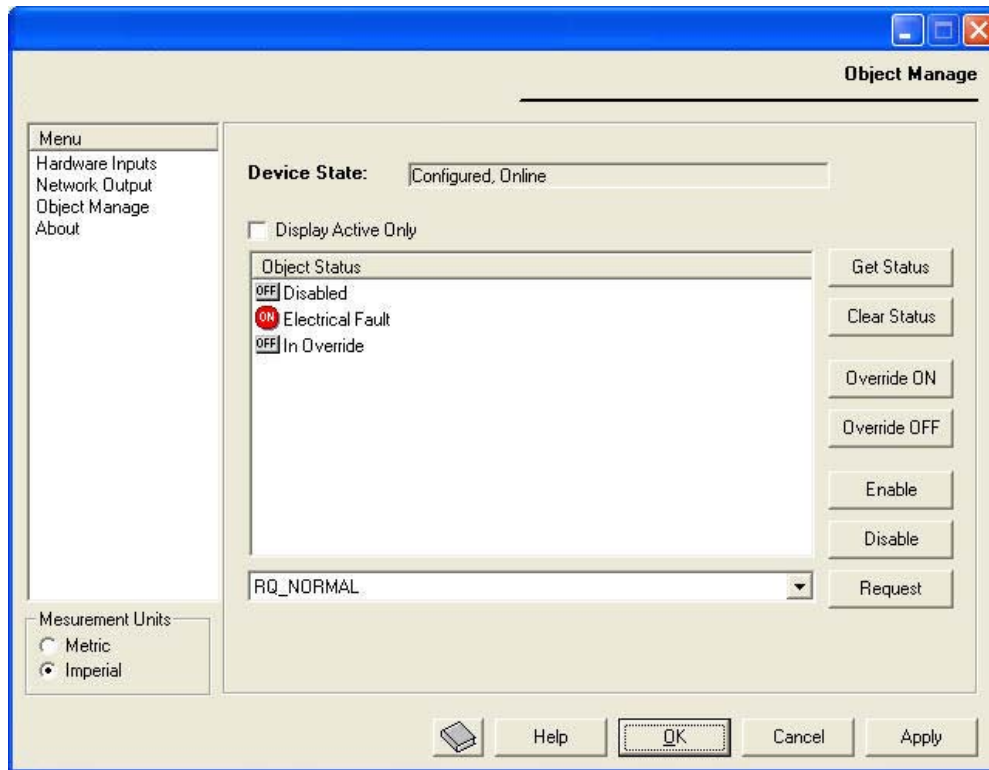 Object Manage
Menu
Hardware Inputs
Network Output
Object Manage
About
Device State: Configured, Online
Display Active Only
Object Status
OFF Disabled
ON Electrical Fault
OFF In Override
Get Status
Clear Status
Override ON
Override OFF
Enable
Disable
RQ_NORMAL
Request
Mesurement Units
Metric
Imperial
Help
OK
Cancel
Apply